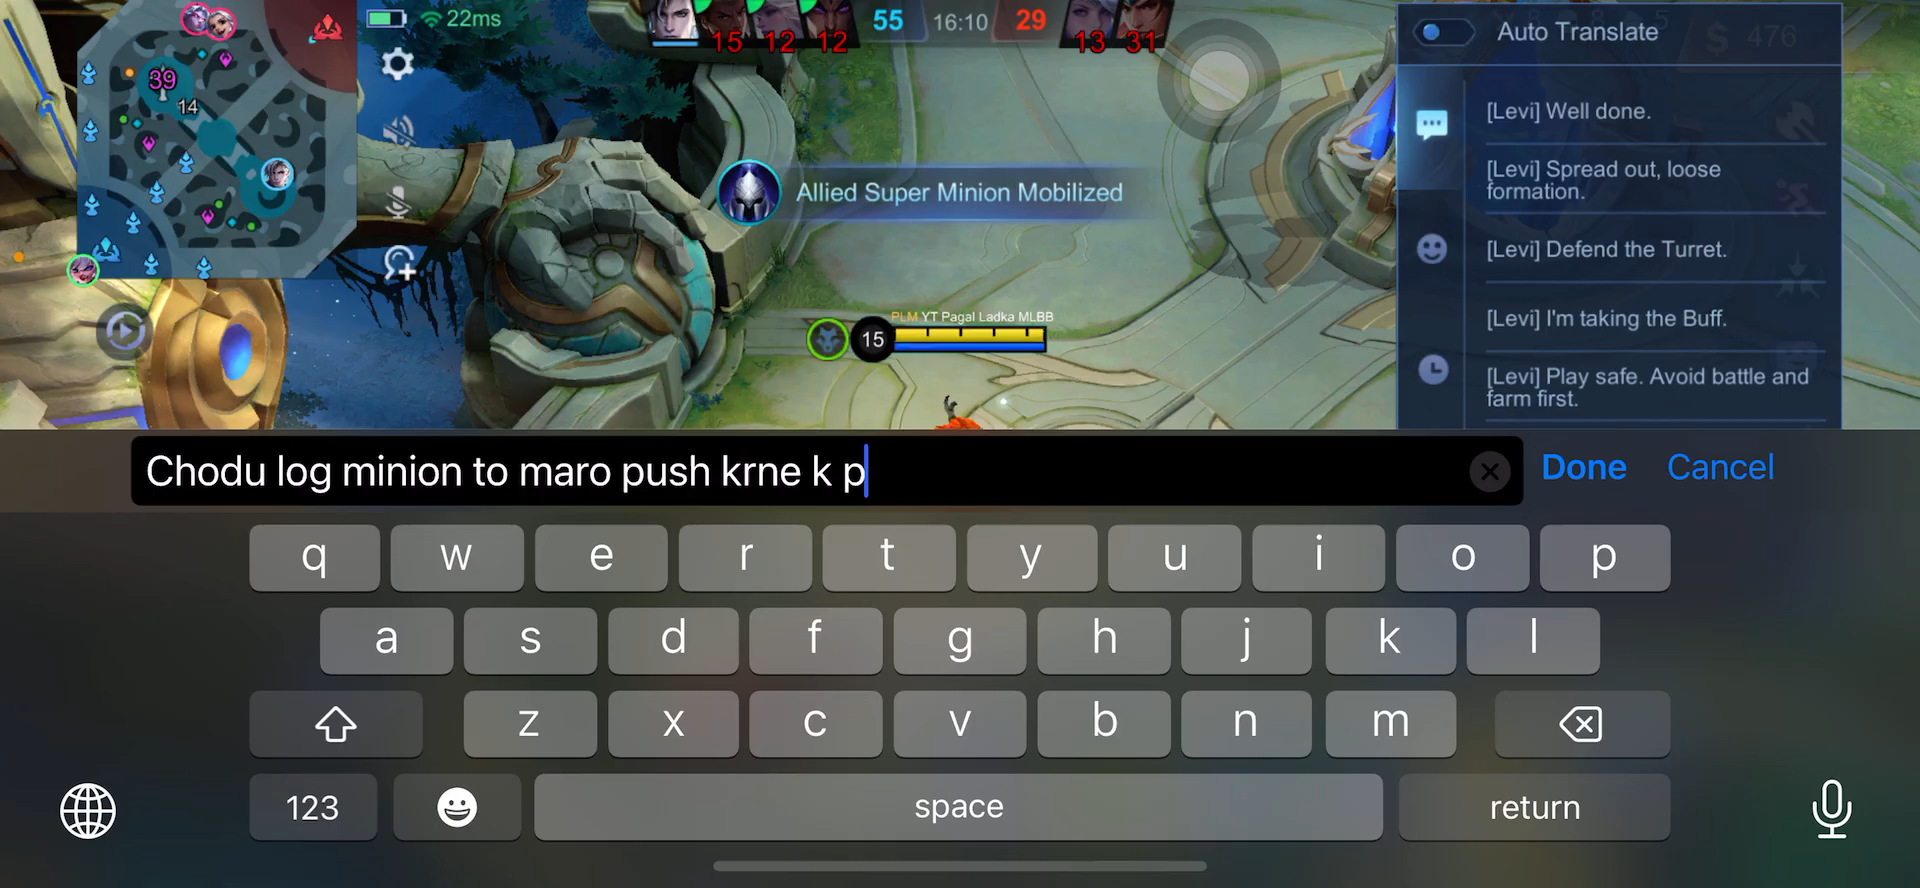 22ms
15 12 12 55 16:10 29 13 31
39
14
Auto Translate
476
[Levi] Well done.
[Levi] Spread out, loose
formation.
[Levi] Defend the Turret.
[Levi] I'm taking the Buff.
[Levi] Play safe. Avoid battle and
farm first.
Allied Super Minion Mobilized
PLM YT Pagal Ladka MLBB
15
Chodu log minion to maro push krne k p
Done Cancel
q w e r t y u i o p
a s d f g h j k l
z x c v b n m
123 space return